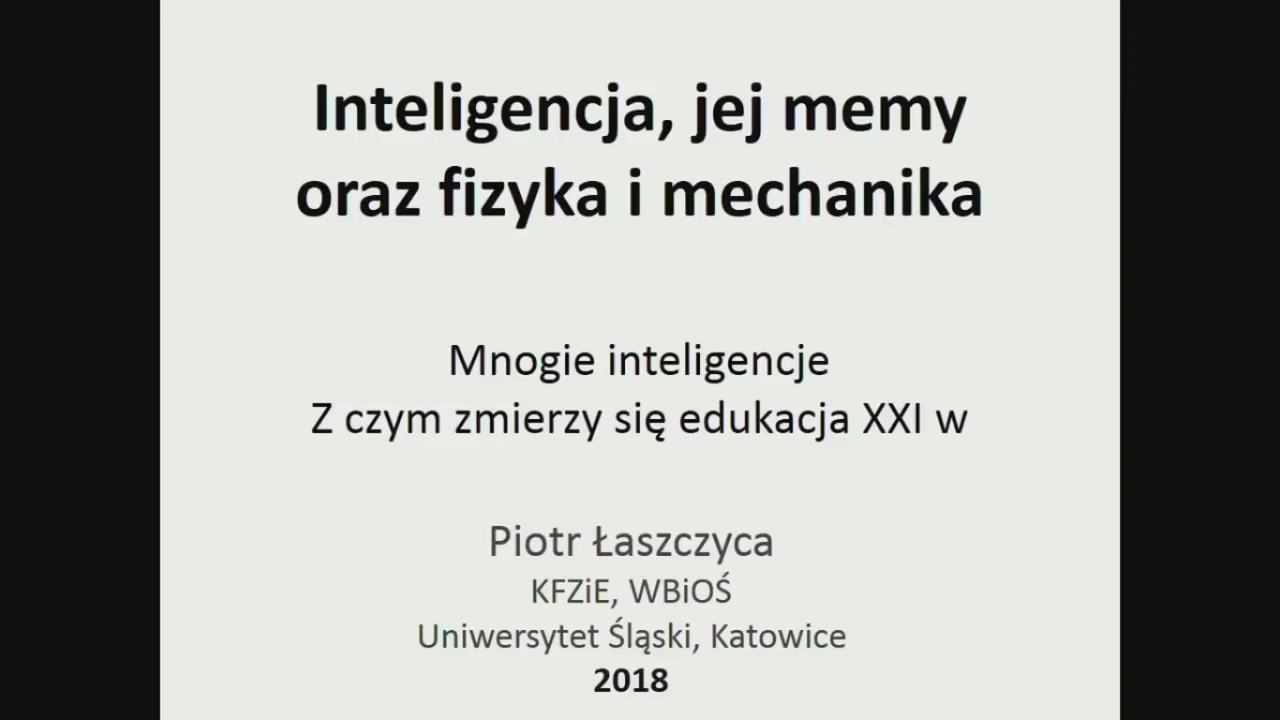 Inteligencja, jej memy
oraz fizyka i mechanika
Mnogie inteligencje
Z czym zmierzy się edukacja XXI w
Piotr Łaszczyca
KFZiE, WBiOŚ
Uniwersytet Śląski, Katowice
2018